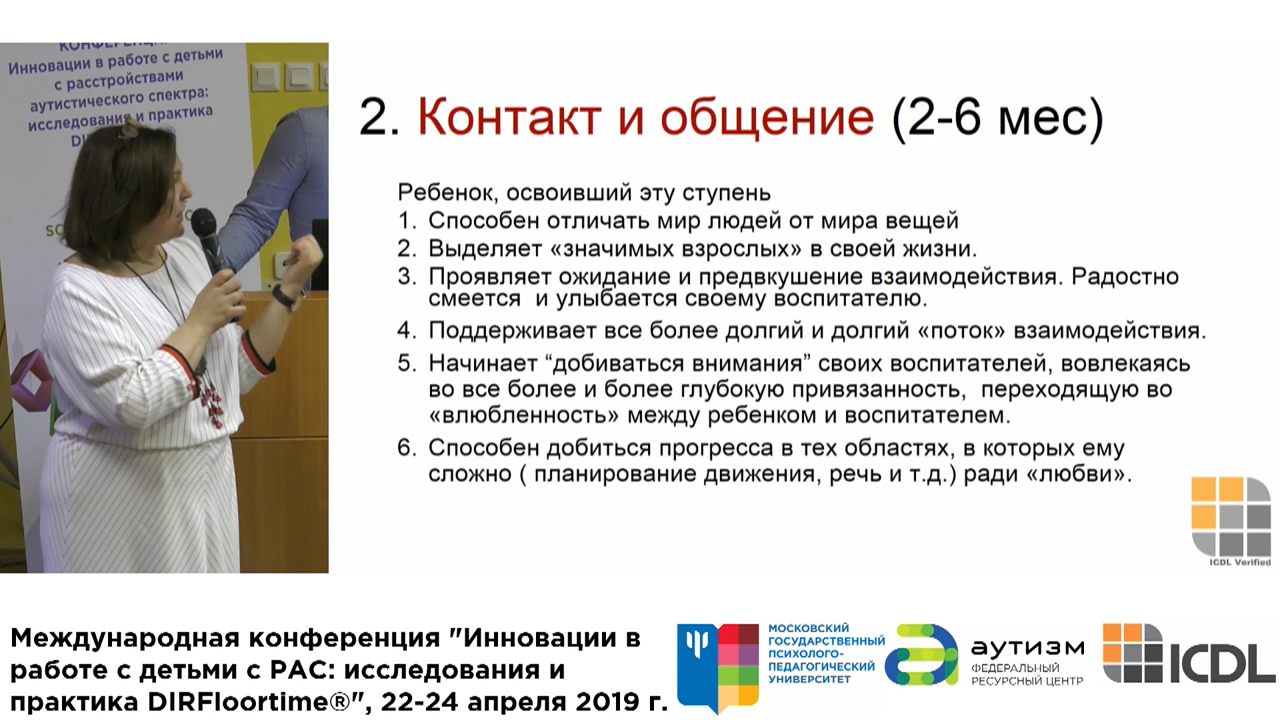 КОНФЕРЕНЦИЯ
Инновации в работе с детьми
с расстройствами
аутистического спектра:
исследования и практика
2. Контакт и общение (2-6 мес)
Ребенок, освоивший эту ступень
1. Способен отличать мир людей от мира вещей
2. Выделяет «значимых взрослых» в своей жизни.
3. Проявляет ожидание и предвкушение взаимодействия. Радостно
смеется и улыбается своему воспитателю.
4. Поддерживает все более долгий и долгий «поток» взаимодействия.
5. Начинает “добиваться внимания” своих воспитателей, вовлекаясь
во все более и более глубокую привязанность, переходящую во
«влюбленность» между ребенком и воспитателем.
6. Способен добиться прогресса в тех областях, в которых ему
сложно ( планирование движения, речь и т.д.) ради «любви».
ICDL Verified
Международная конференция "Инновации в
работе с детьми с РАС: исследования и
практика DIRFloortime®", 22-24 апреля 2019 г.
МОСКОВСКИЙ
ГОСУДАРСТВЕННЫЙ
ПСИХОЛОГО-
ПЕДАГОГИЧЕСКИЙ
УНИВЕРСИТЕТ
аутизм
ФЕДЕРАЛЬНЫЙ
РЕСУРСНЫЙ ЦЕНТР
ICDL